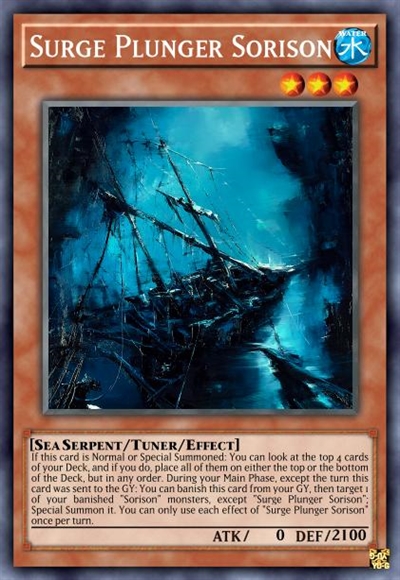 Surge Plunger Sorison
WATER
水
[Sea Serpent/Tuner/Effect]
If this card is Normal or Special Summoned: You can look at the top 4 cards
of your Deck, and if you do, place all of them on either the top or the bottom
of the Deck, but in any order. During your Main Phase, except the turn this
card was sent to the GY: You can banish this card from your GY, then target 1
of your banished "Sorison" monsters, except "Surge Plunger Sorison";
Special Summon it. You can only use each effect of "Surge Plunger Sorison"
once per turn.
ATK/ 0 DEF/2100